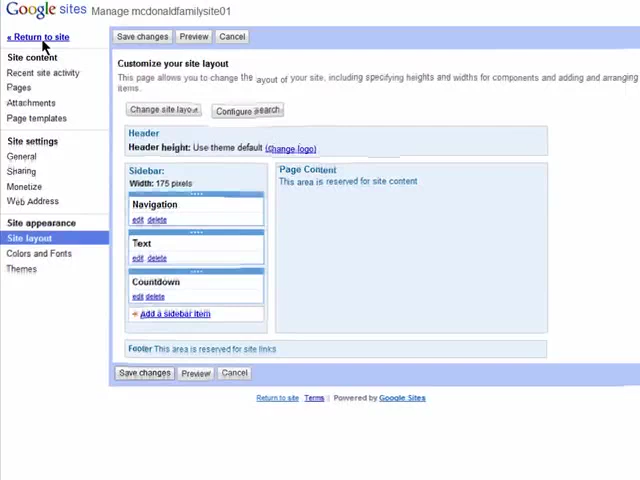 Google sites Manage mcdonaldfamilysite01
« Return to site
Save changes Preview Cancel
Site content
Recent site activity
Pages
Attachments
Page templates
Site settings
General
Sharing
Monetize
Web Address
Site appearance
Site layout
Colors and Fonts
Themes
Customize your site layout
This page allows you to change the layout of your site, including specifying heights and widths for components and adding and arranging
items.
Change site layout Configure search
Header
Header height: Use theme default (change logo)
Sidebar:
Width: 175 pixels
Navigation
edit delete
Text
edit delete
Countdown
edit delete
+ Add a sidebar item
Page Content
This area is reserved for site content
Footer This area is reserved for site links
Save changes Preview Cancel
Return to site | Terms | Powered by Google Sites